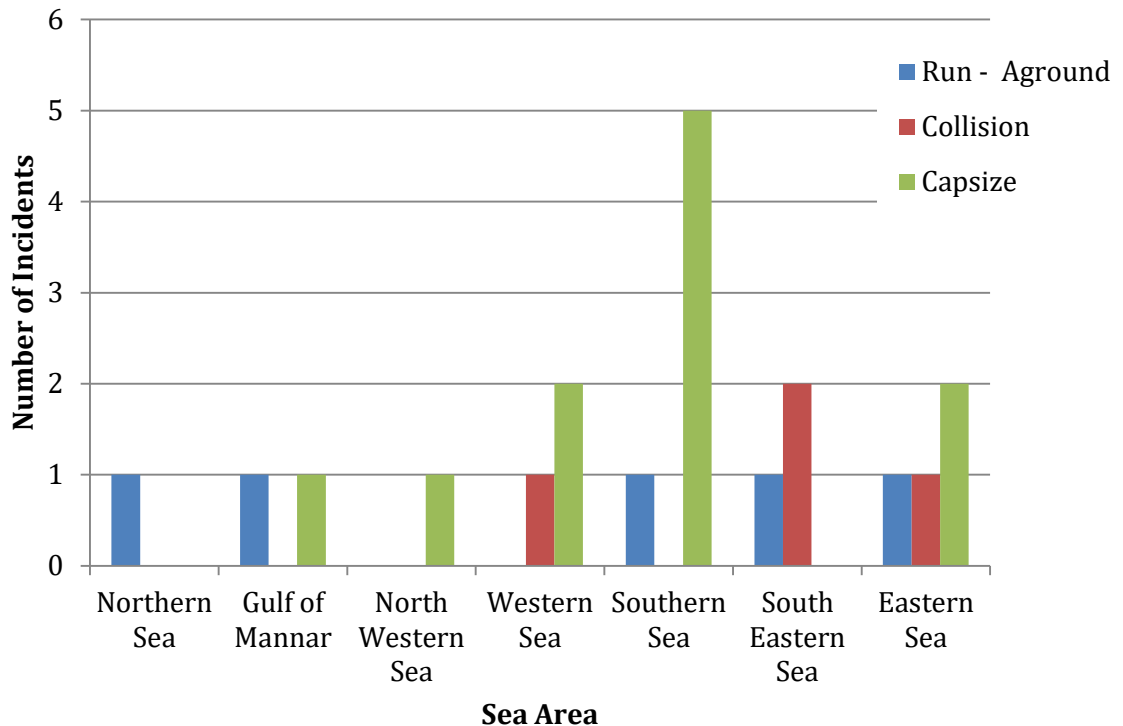 Number of Incidents
6
5
4
3
2
1
0
Run - Aground
Collision
Capsize
Northern
Sea
Gulf of
Mannar
North
Western
Sea
Western
Sea
Southern
Sea
South
Eastern
Sea
Eastern
Sea
Sea Area